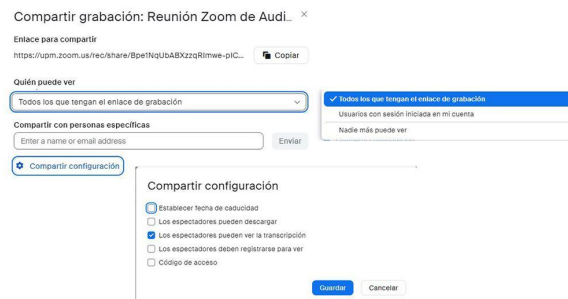 Compartir grabación: Reunión Zoom de Audi...
Enlace para compartir
https://upm.zoom.us/rec/share/Bpe1NqUbABXzzqRImwe-pIC...
Copiar
Quién puede ver
Todos los que tengan el enlace de grabación
Todos los que tengan el enlace de grabación
Usuarios con sesión iniciada en mi cuenta
Nadie más puede ver
Compartir con personas específicas
Enter a name or email address
Enviar
Compartir configuración
Compartir configuración
Establecer fecha de caducidad
Los espectadores pueden descargar
Los espectadores pueden ver la transcripción
Los espectadores deben registrarse para ver
Código de acceso
Guardar
Cancelar